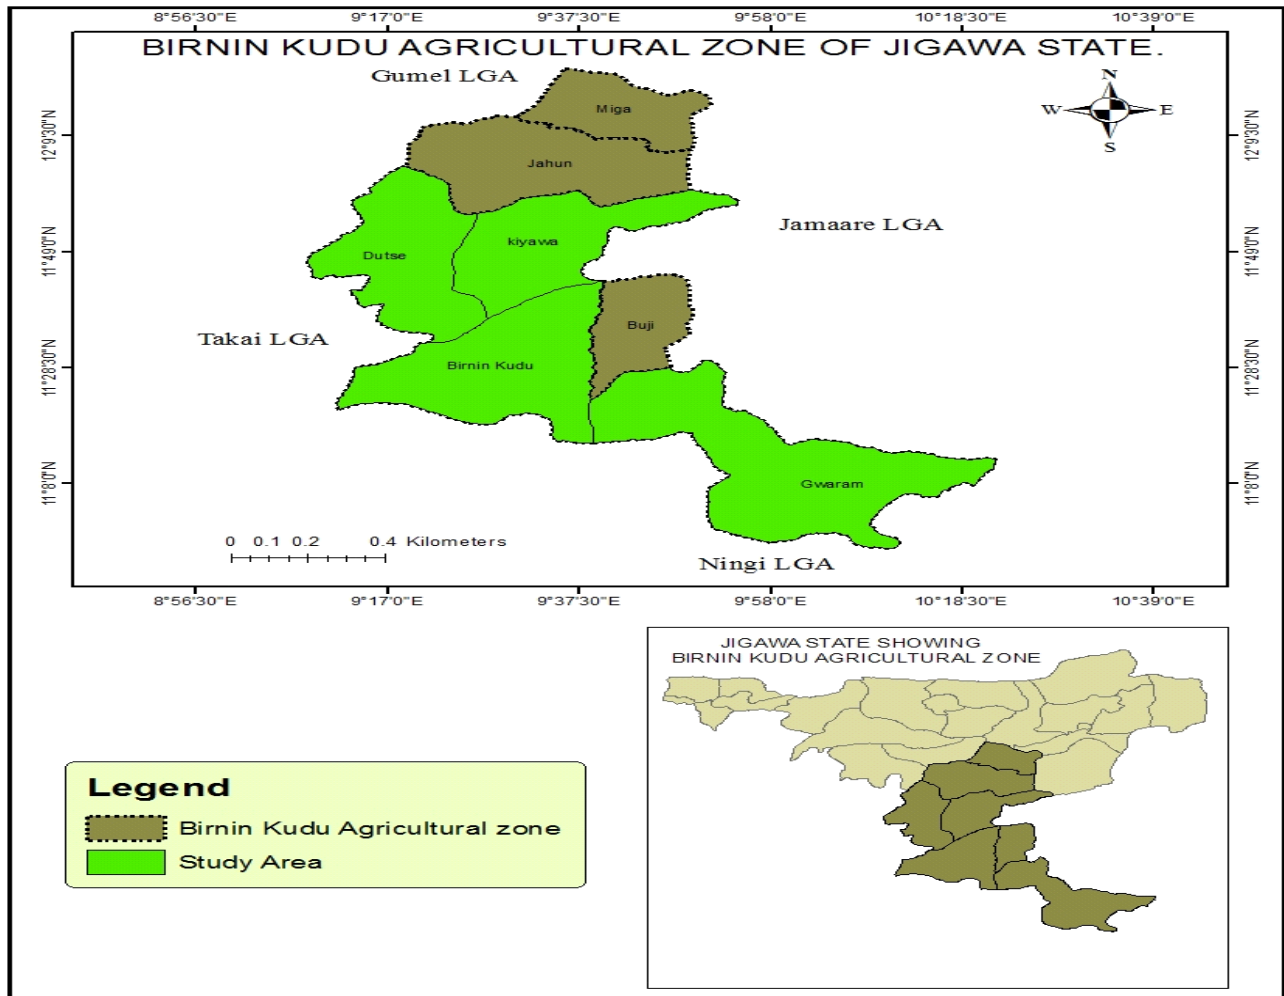 8°56'30"E 9°17'0"E 9°37'30"E 9°58'0"E 10°18'30"E 10°39'0"E
BIRNIN KUDU AGRICULTURAL ZONE OF JIGAWA STATE.
Gumel LGA
N
W E
S
Miga
12°9'30"N 12°9'30"N
Jahun
Jamaare LGA
kiyawa
11°49'0"N 11°49'0"N
Dutse
Takai LGA
Buji
Birnin Kudu
11°28'30"N 11°28'30"N
Gwaram
11°8'0"N 11°8'0"N
0 0.1 0.2 0.4 Kilometers
Ningi LGA
8°56'30"E 9°17'0"E 9°37'30"E 9°58'0"E 10°18'30"E 10°39'0"E
JIGAWA STATE SHOWING
BIRNIN KUDU AGRICULTURAL ZONE
Legend
Birnin Kudu Agricultural zone
Study Area